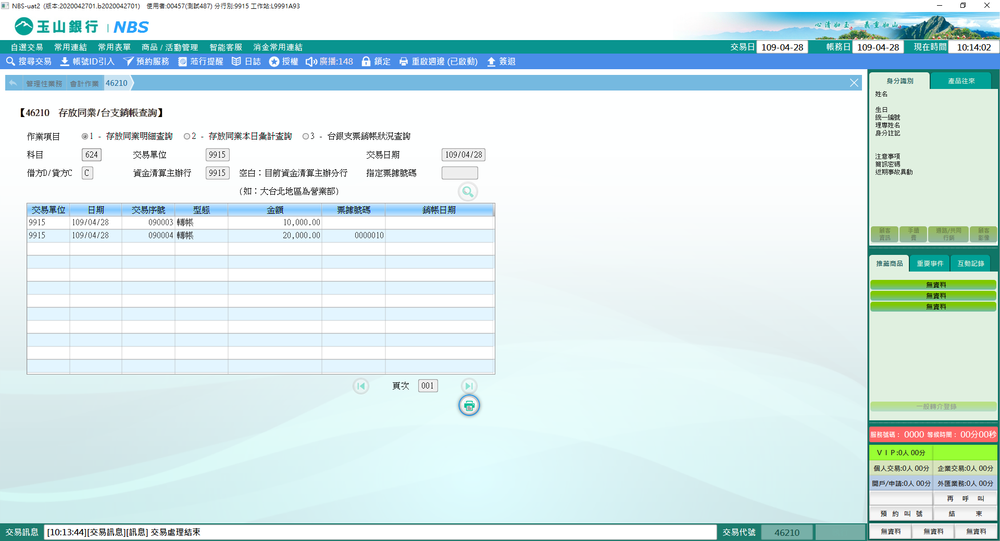 NBS-uat2 (版本:2020042701.b2020042701) 使用者:00457(測試487) 分行別:9915 工作站:L9991A93
玉山銀行 | NBS
心清如玉。義重如山。
自選交易 常用連結 常用表單 商品 / 活動管理 智能客服 消金常用連結
交易日 109-04-28 帳務日 109-04-28 現在時間 10:14:02
搜尋交易 帳號ID引入 預約服務 蒞行提醒 日誌 授權 廣播:148 鎖定 重啟週邊 (已啟動) 簽退
管理性業務 會計作業 46210
【46210 存放同業/台支銷帳查詢】
作業項目 1 - 存放同業明細查詢 2 - 存放同業本日彙計查詢 3 - 台銀支票銷帳狀況查詢
科目 624 交易單位 9915 交易日期 109/04/28
借方D/貸方C C 資金清算主辦行 9915 空白：目前資金清算主辦分行 指定票據號碼
(如：大台北地區為營業部)
交易單位 日期 交易序號 型態 金額 票據號碼 銷帳日期
9915 109/04/28 090003 轉帳 10,000.00
9915 109/04/28 090004 轉帳 20,000.00 0000010
頁次 001
身分識別 產品往來
姓名
生日
統一編號
理專姓名
身分註記
注意事項
簡訊密碼
近期事故異動
顧客資訊 手續費 通路/共同行銷 顧客影像
推薦商品 重要事件 互動記錄
無資料
無資料
無資料
一般轉介登錄
服務號碼： 0000 等候時間： 00分00秒
ＶＩＰ:0人 00分
個人交易:0人 00分 企業交易:0人 00分
開戶/申請:0人 00分 外匯業務:0人 00分
再 呼 叫
預 約 叫 號 結 束
無資料 無資料 無資料
交易訊息 [10:13:44][交易訊息][訊息] 交易處理結束
交易代號 46210